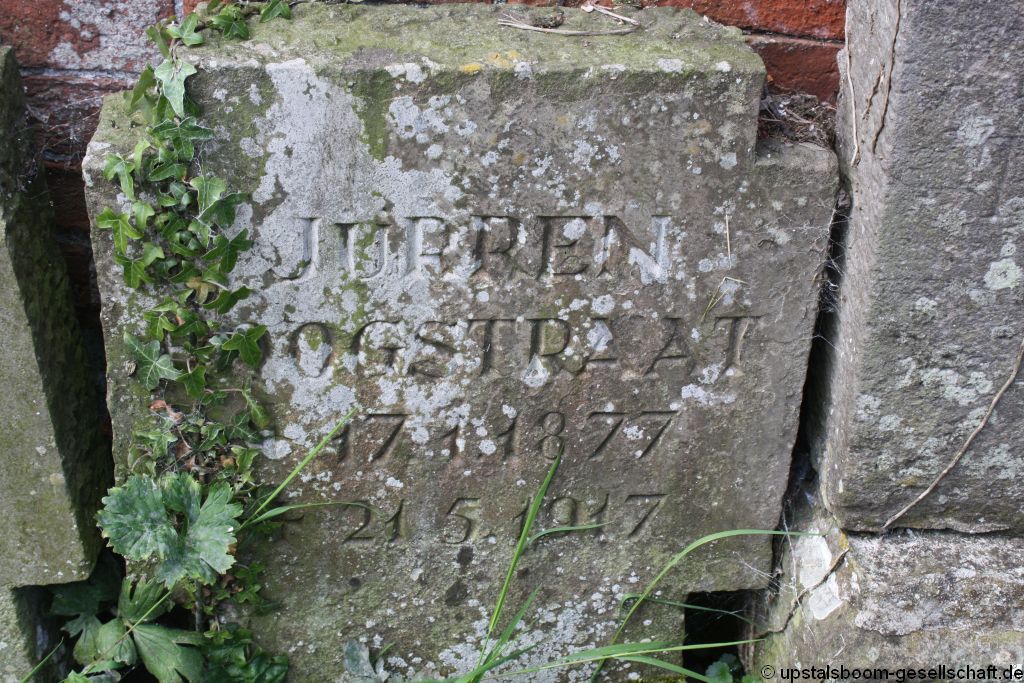 JURREN
OGSTRAAT
17.1.1877
† 21.5.1917
© upstalsboom-gesellschaft.de